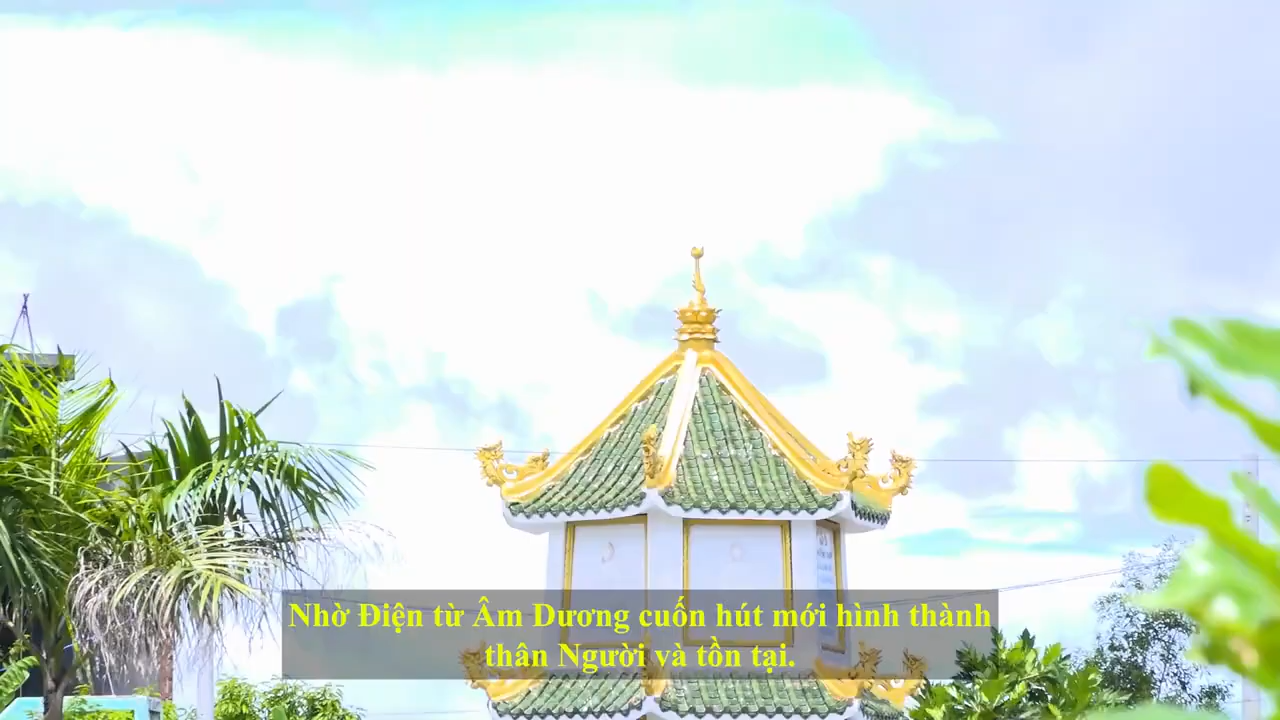 Nhờ Điện từ Âm Dương cuốn hút mới hình thành
thân Người và tồn tại.